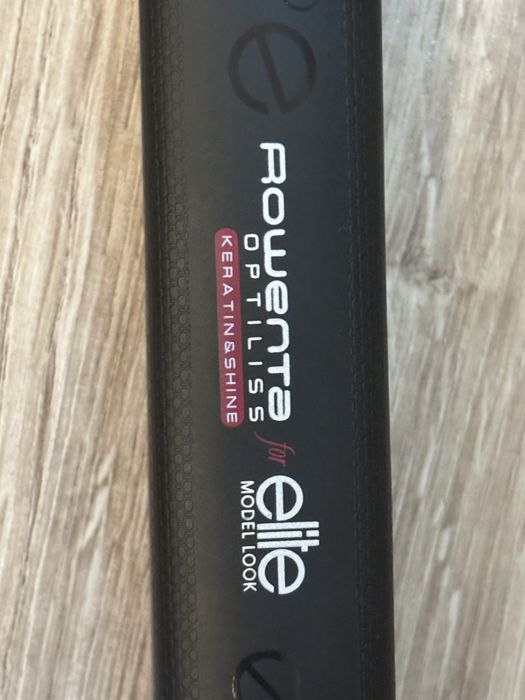 e
Rowenta
OPTILISS
KERATIN&SHINE
for
elite
MODEL LOOK
e